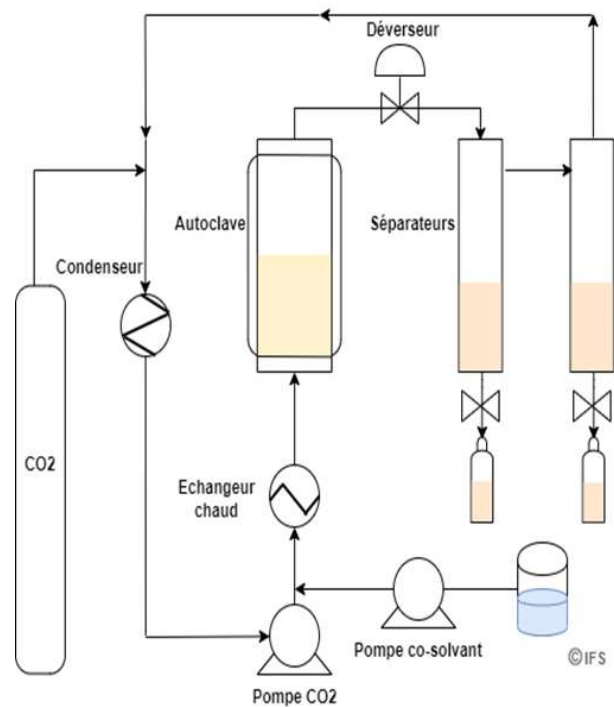 Déverseur
Autoclave
Séparateurs
Condenseur
CO2
Echangeur
chaud
Pompe co-solvant
©IFS
Pompe CO2